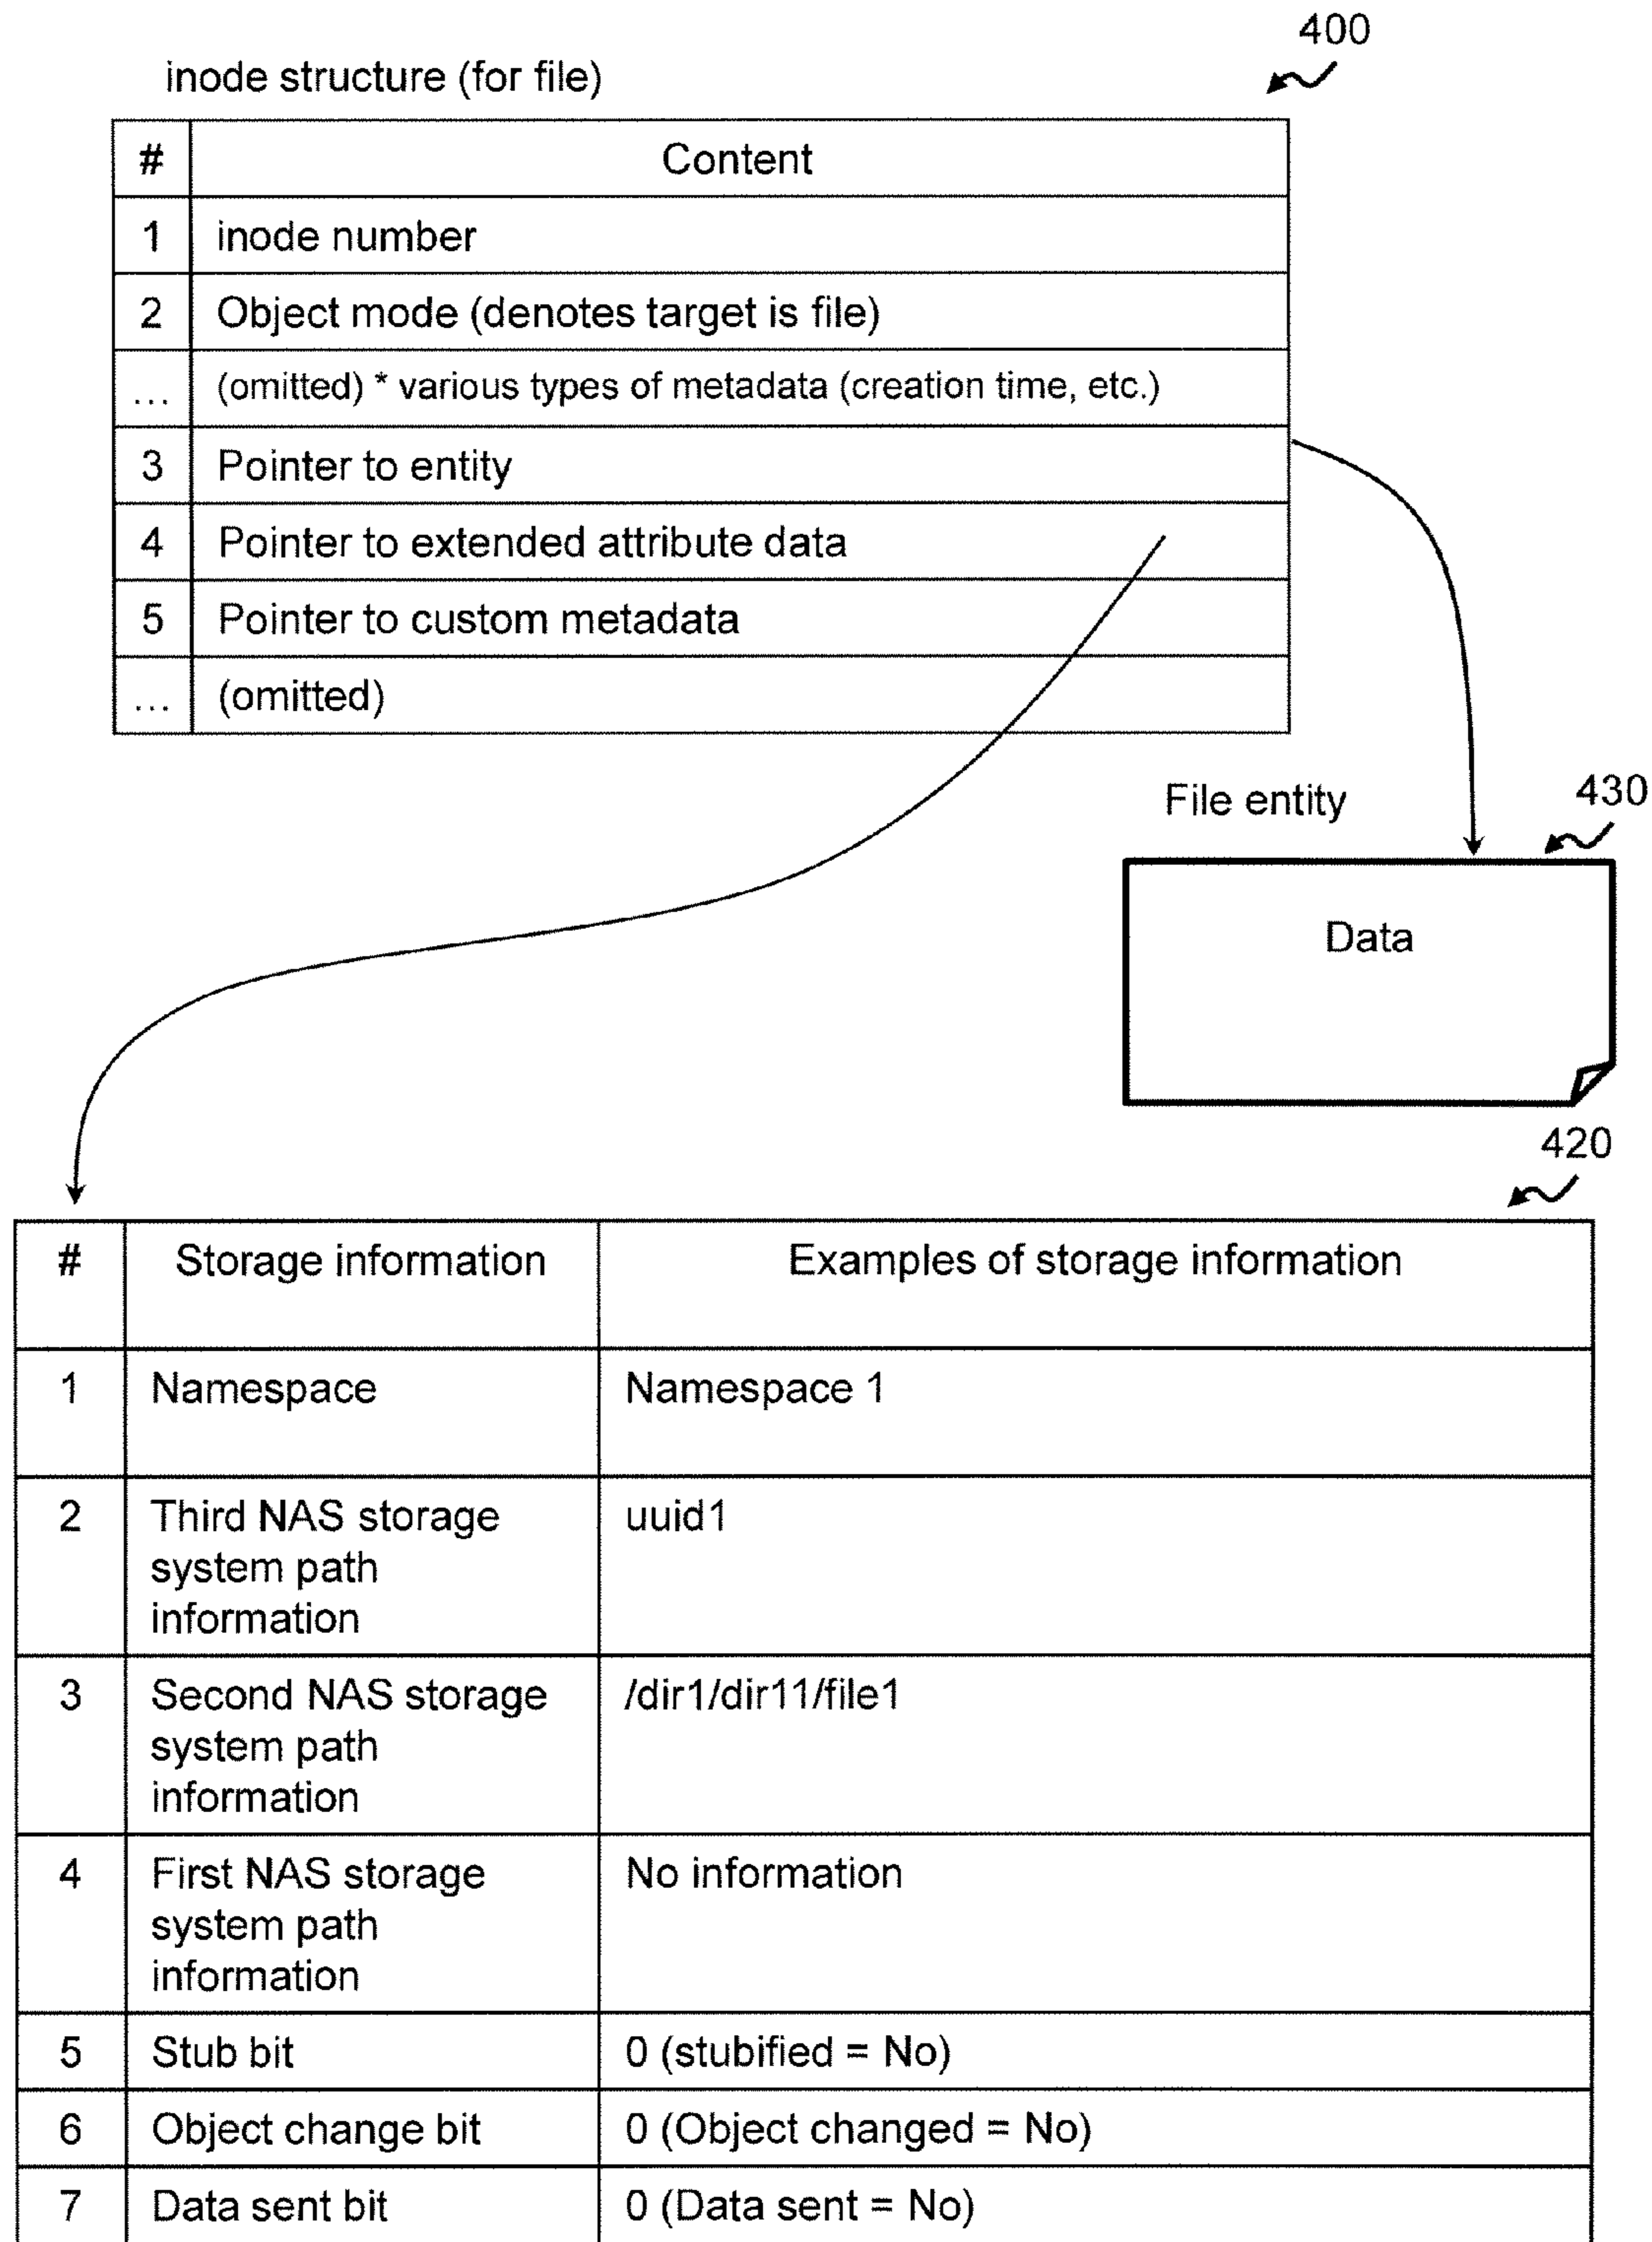 400
inode structure (for file)
# Content
1 inode number
2 Object mode (denotes target is file)
... (omitted) * various types of metadata (creation time, etc.)
3 Pointer to entity
4 Pointer to extended attribute data
5 Pointer to custom metadata
... (omitted)
File entity
430
Data
420
# Storage information Examples of storage information
1 Namespace Namespace 1
2 Third NAS storage uuid1
system path
information
3 Second NAS storage /dir1/dir11/file1
system path
information
4 First NAS storage No information
system path
information
5 Stub bit 0 (stubified = No)
6 Object change bit 0 (Object changed = No)
7 Data sent bit 0 (Data sent = No)